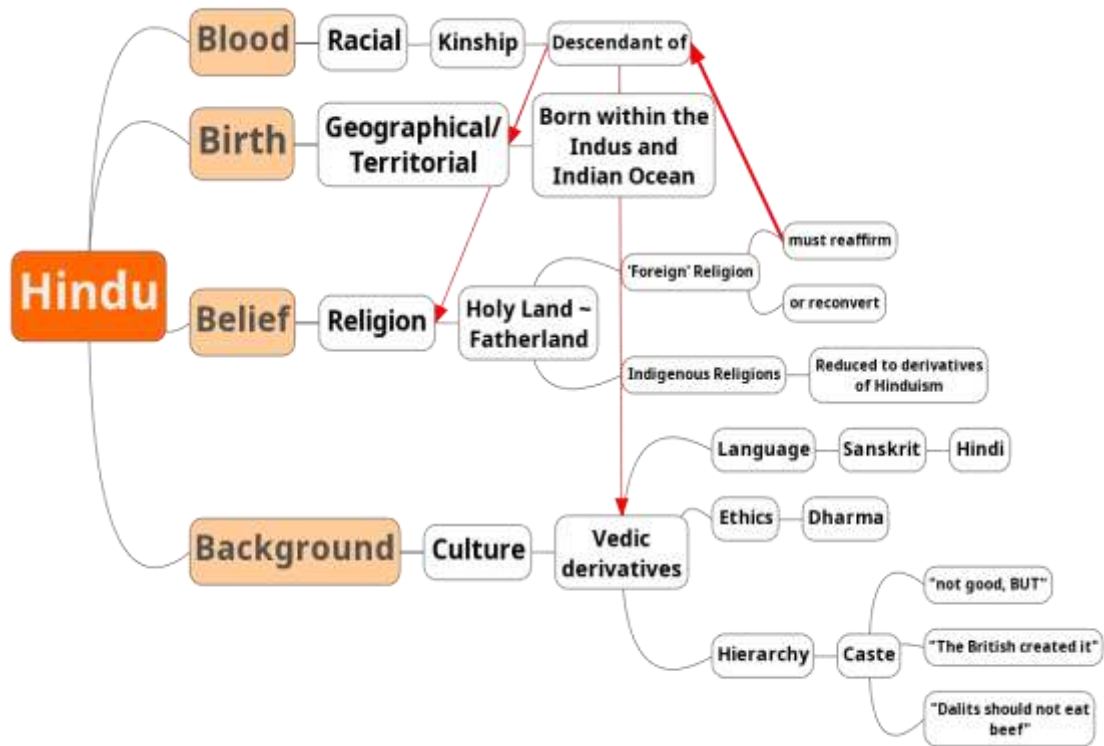 Blood
Racial
Kinship
Descendant of
Birth
Geographical/
Territorial
Born within the
Indus and
Indian Ocean
Hindu
Belief
Religion
Holy Land ~
Fatherland
'Foreign' Religion
must reaffirm
or reconvert
Indigenous Religions
Reduced to derivatives
of Hinduism
Background
Culture
Vedic
derivatives
Language
Sanskrit
Hindi
Ethics
Dharma
Hierarchy
Caste
"not good, BUT"
"The British created it"
"Dalits should not eat
beef"